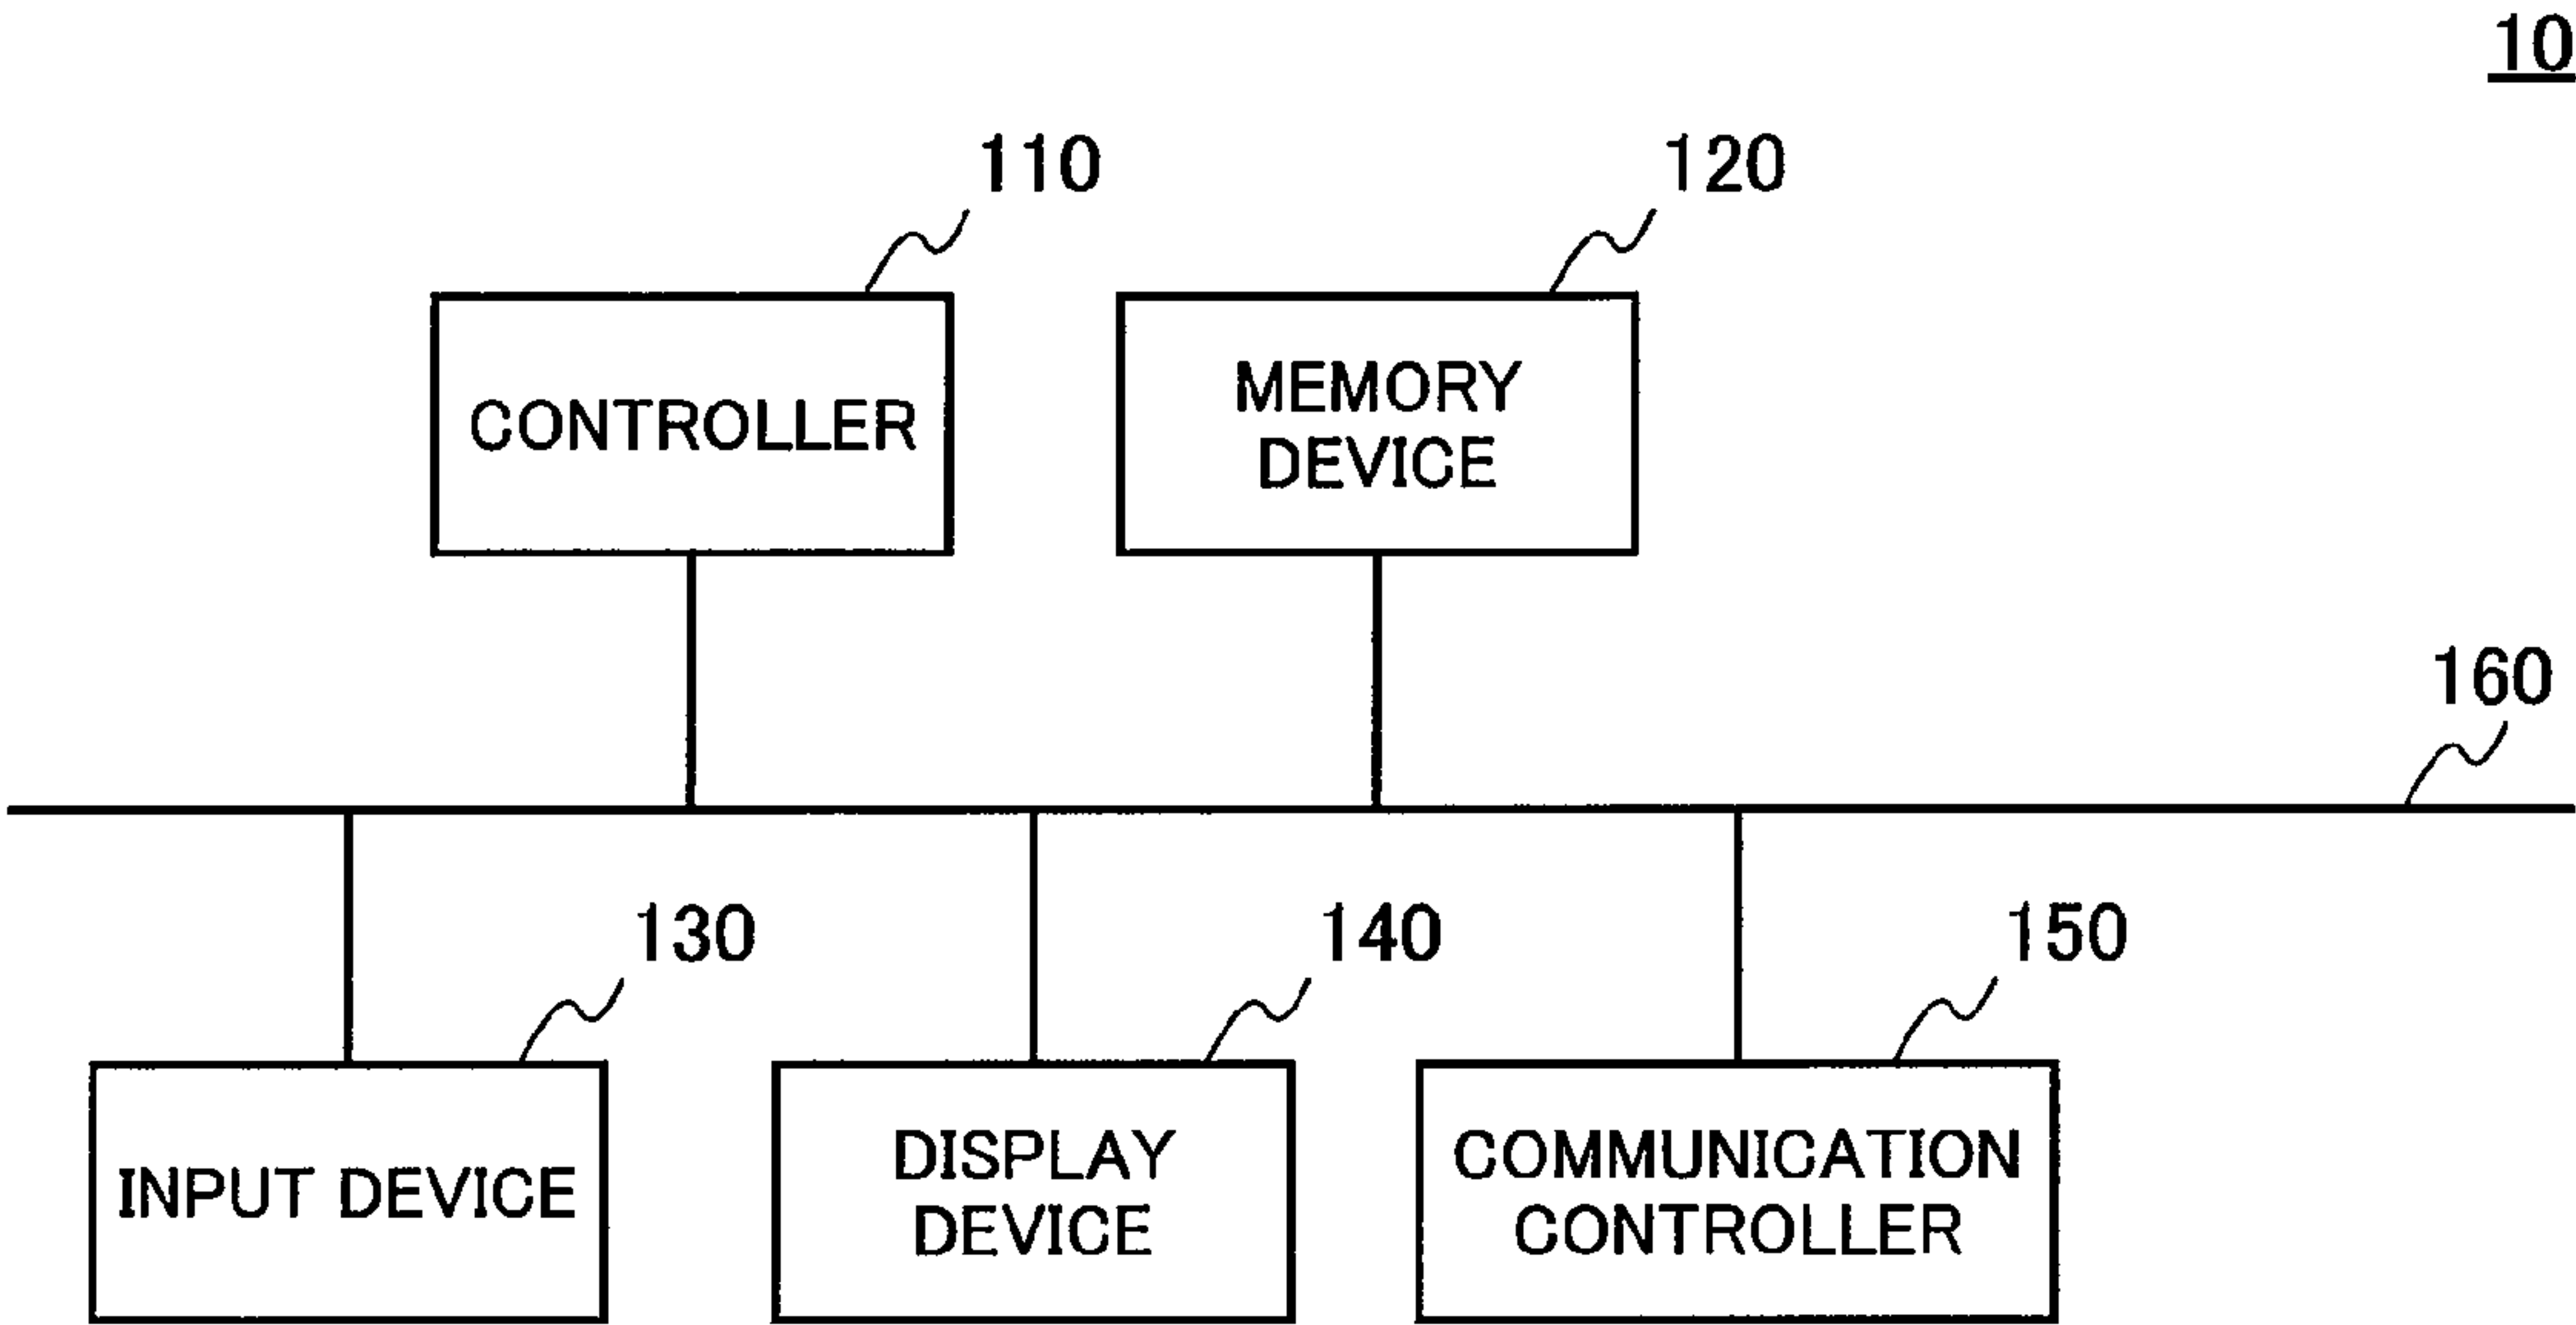 10
110
120
CONTROLLER
MEMORY
DEVICE
160
130
140
150
INPUT DEVICE
DISPLAY
DEVICE
COMMUNICATION
CONTROLLER